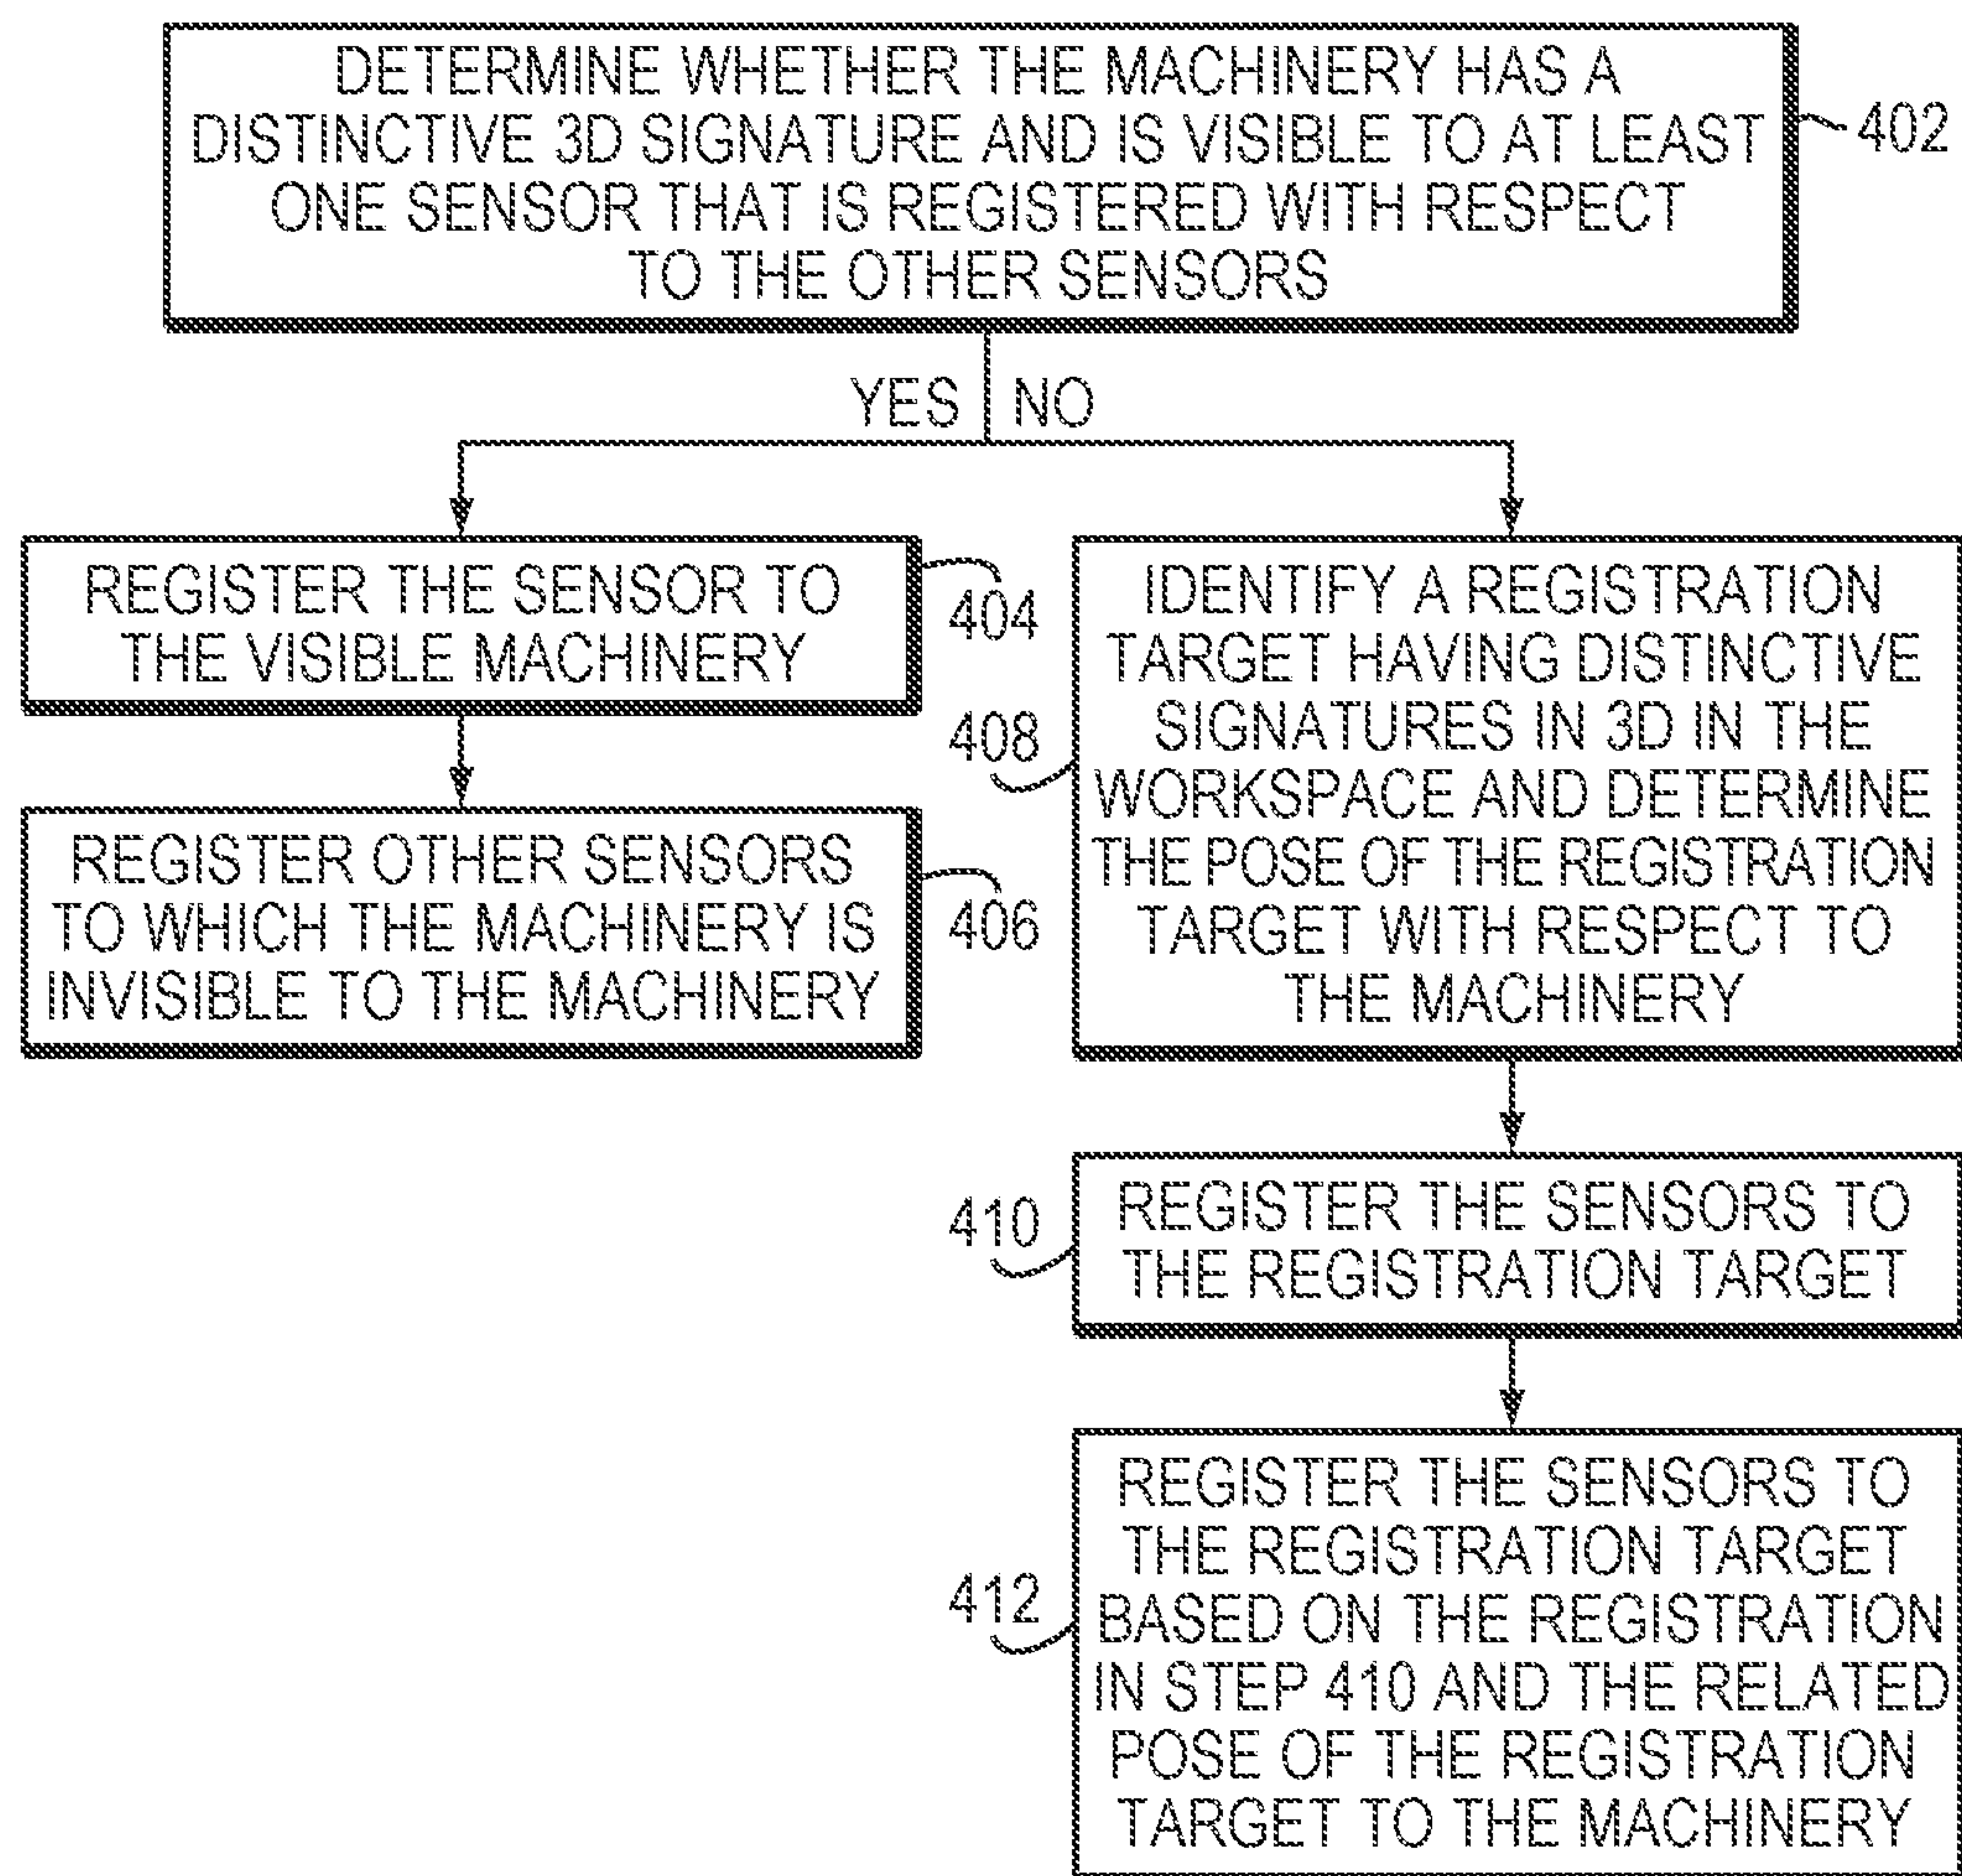 DETERMINE WHETHER THE MACHINERY HAS A
DISTINCTIVE 3D SIGNATURE AND IS VISIBLE TO AT LEAST
ONE SENSOR THAT IS REGISTERED WITH RESPECT
TO THE OTHER SENSORS
402
YES
NO
REGISTER THE SENSOR TO
THE VISIBLE MACHINERY
404
REGISTER OTHER SENSORS
TO WHICH THE MACHINERY IS
INVISIBLE TO THE MACHINERY
406
IDENTIFY A REGISTRATION
TARGET HAVING DISTINCTIVE
SIGNATURES IN 3D IN THE
WORKSPACE AND DETERMINE
THE POSE OF THE REGISTRATION
TARGET WITH RESPECT TO
THE MACHINERY
408
REGISTER THE SENSORS TO
THE REGISTRATION TARGET
410
REGISTER THE SENSORS TO
THE REGISTRATION TARGET
BASED ON THE REGISTRATION
IN STEP 410 AND THE RELATED
POSE OF THE REGISTRATION
TARGET TO THE MACHINERY
412